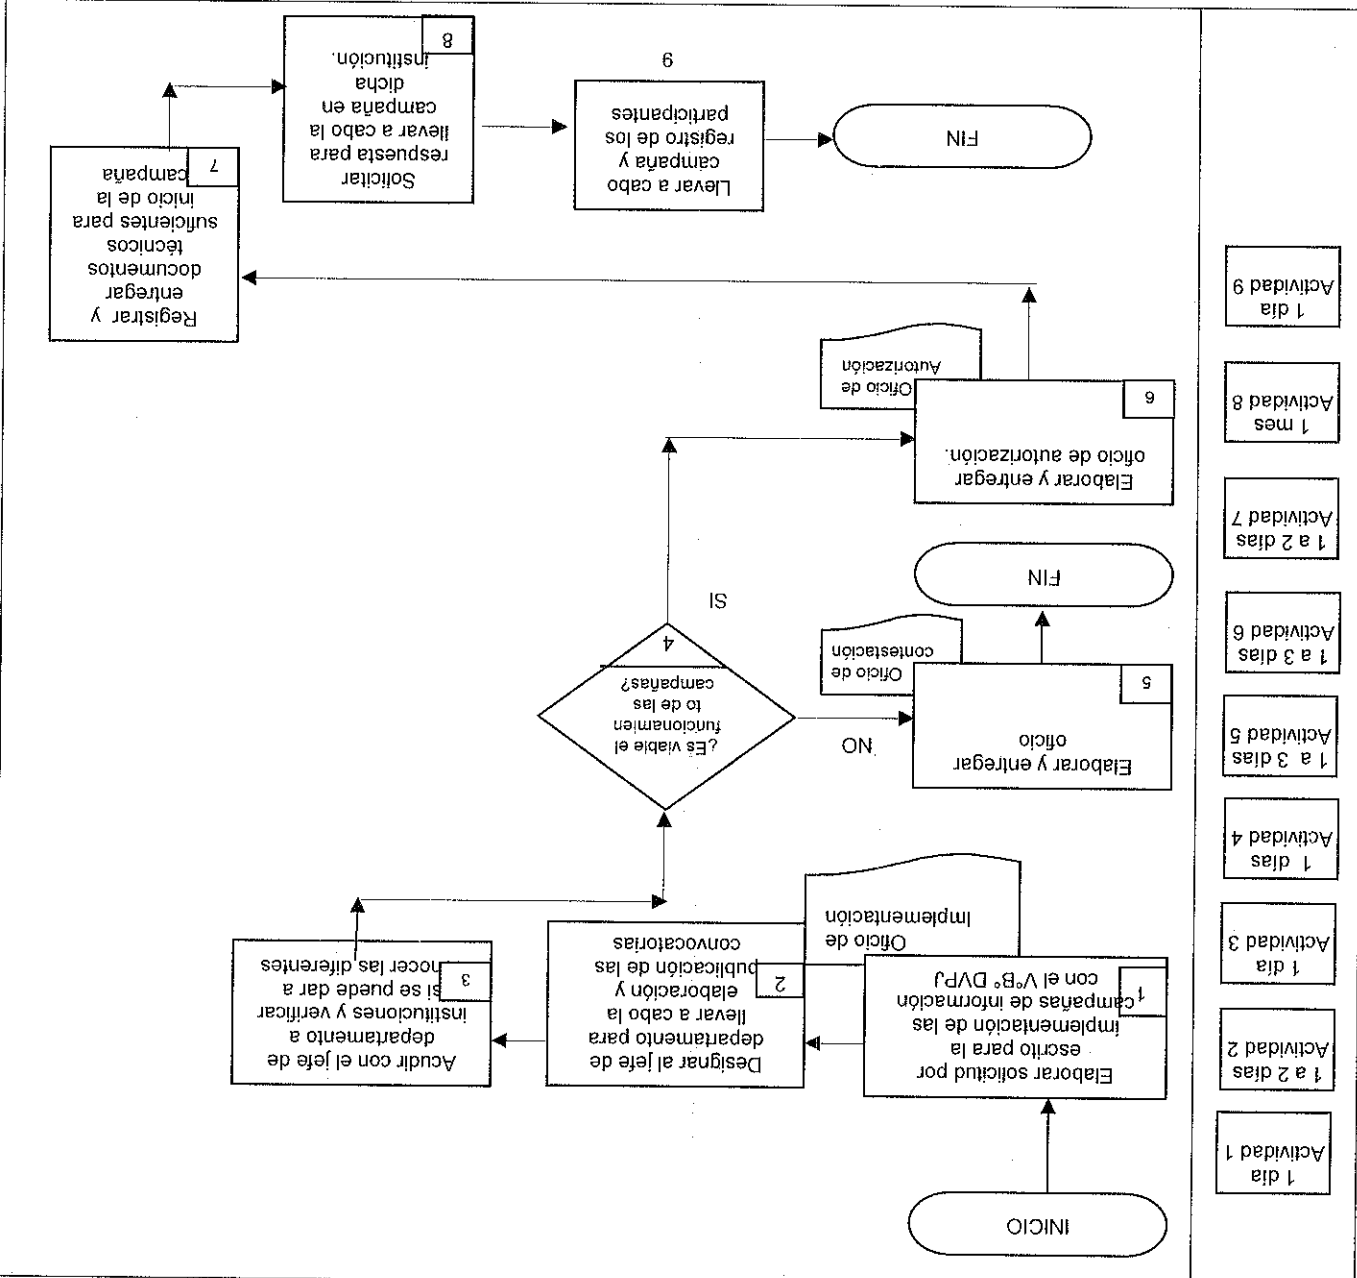 1 día
Actividad 1
1 a 2 días
Actividad 2
1 día
Actividad 3
1 días
Actividad 4
1 a 3 días
Actividad 5
1 a 3 días
Actividad 6
1 a 2 días
Actividad 7
1 mes
Actividad 8
1 día
Actividad 9
INICIO
Elaborar solicitud por
escrito para la
implementación de las
campañas de información
con el V°B° DVPJ
1
Oficio de
Implementación
Designar al jefe de
departamento para
llevar a cabo la
elaboración y
publicación de las
convocatorias
2
Acudir con el jefe de
departamento a
instituciones y verificar
si se puede dar a
nocer las diferentes
3
¿Es viable el
funcionamien
to de las
campañas?
4
NO
SI
Elaborar y entregar
oficio
5
Oficio de
contestación
FIN
Elaborar y entregar
oficio de autorización.
6
Oficio de
Autorización
Registrar y
entregar
documentos
técnicos
suficientes para
inicio de la
campaña
7
Solicitar
respuesta para
llevar a cabo la
campaña en
dicha
institución.
8
Llevar a cabo
campaña y
registro de los
participantes
9
FIN